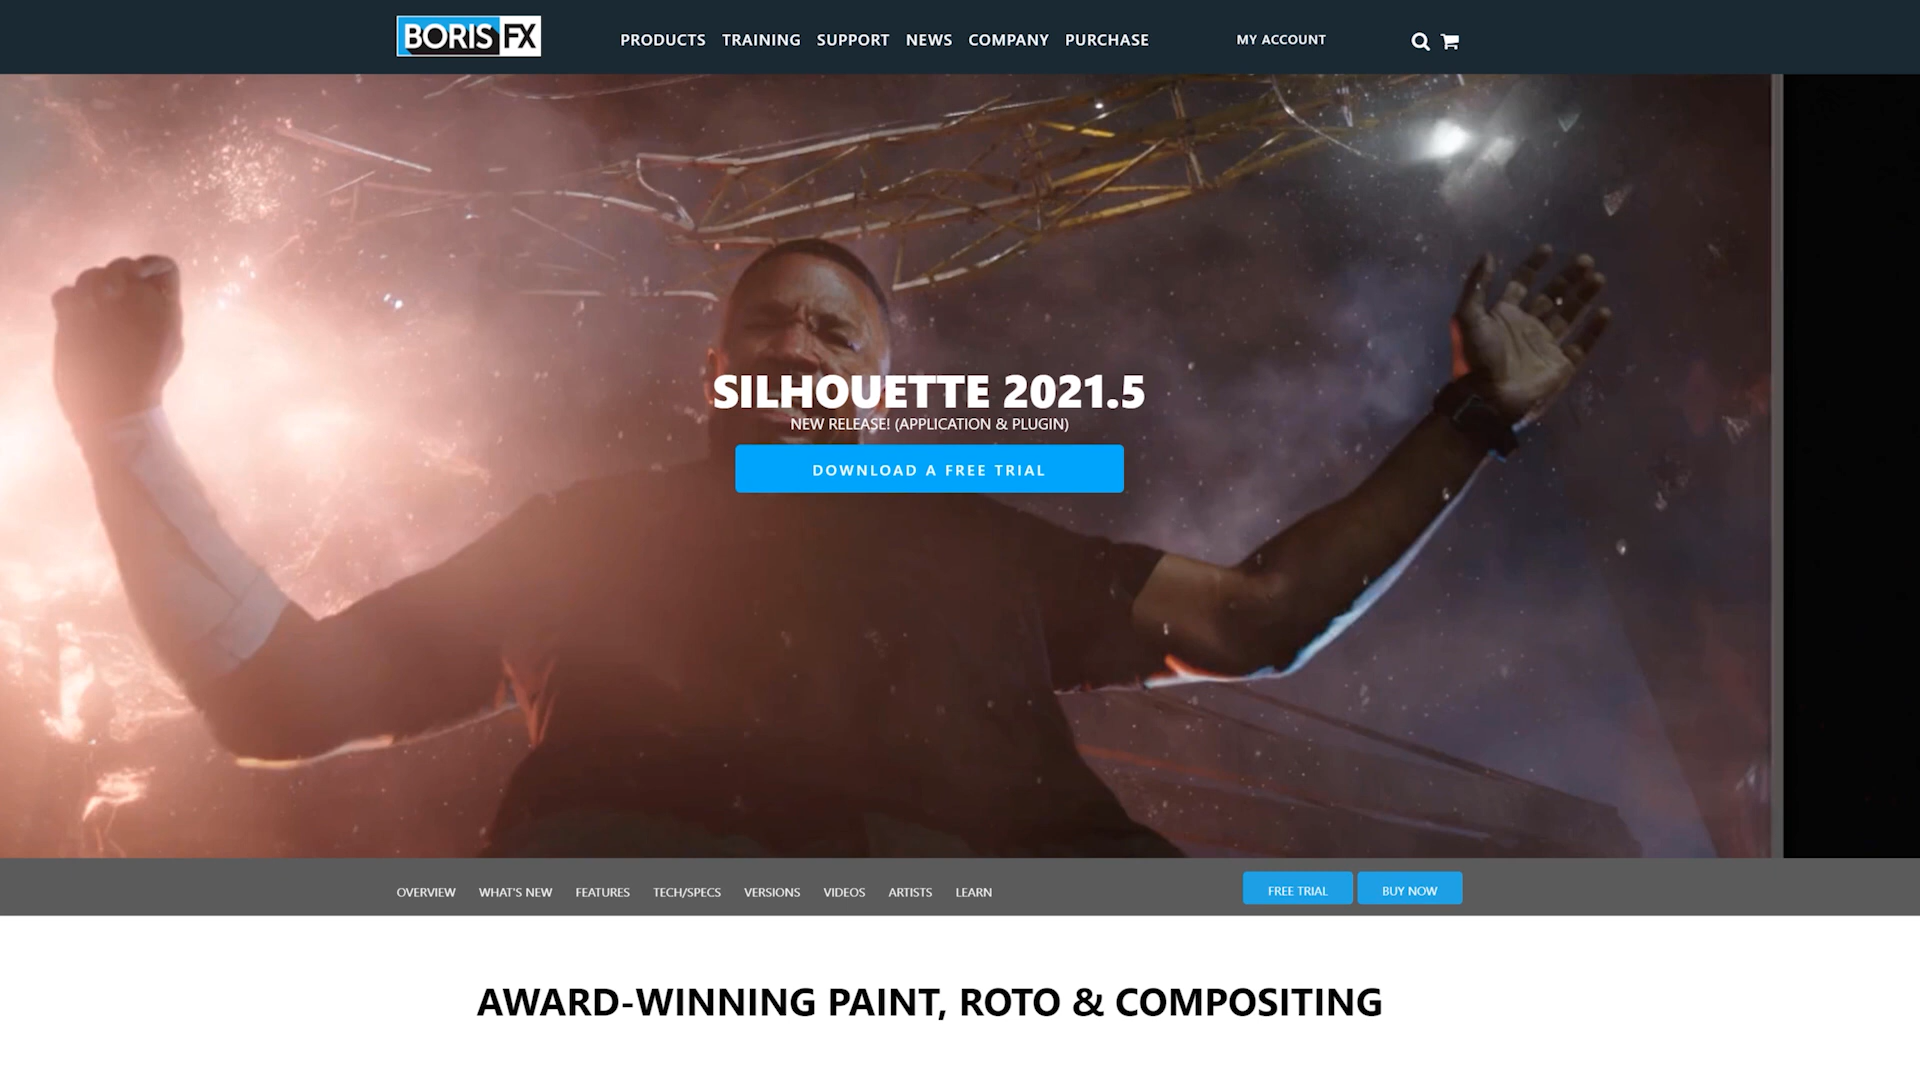 BORIS FX
PRODUCTS TRAINING SUPPORT NEWS COMPANY PURCHASE MY ACCOUNT
SILHOUETTE 2021.5
NEW RELEASE! (APPLICATION & PLUGIN)
DOWNLOAD A FREE TRIAL
OVERVIEW WHAT'S NEW FEATURES TECH/SPECS VERSIONS VIDEOS ARTISTS LEARN FREE TRIAL BUY NOW
AWARD-WINNING PAINT, ROTO & COMPOSITING